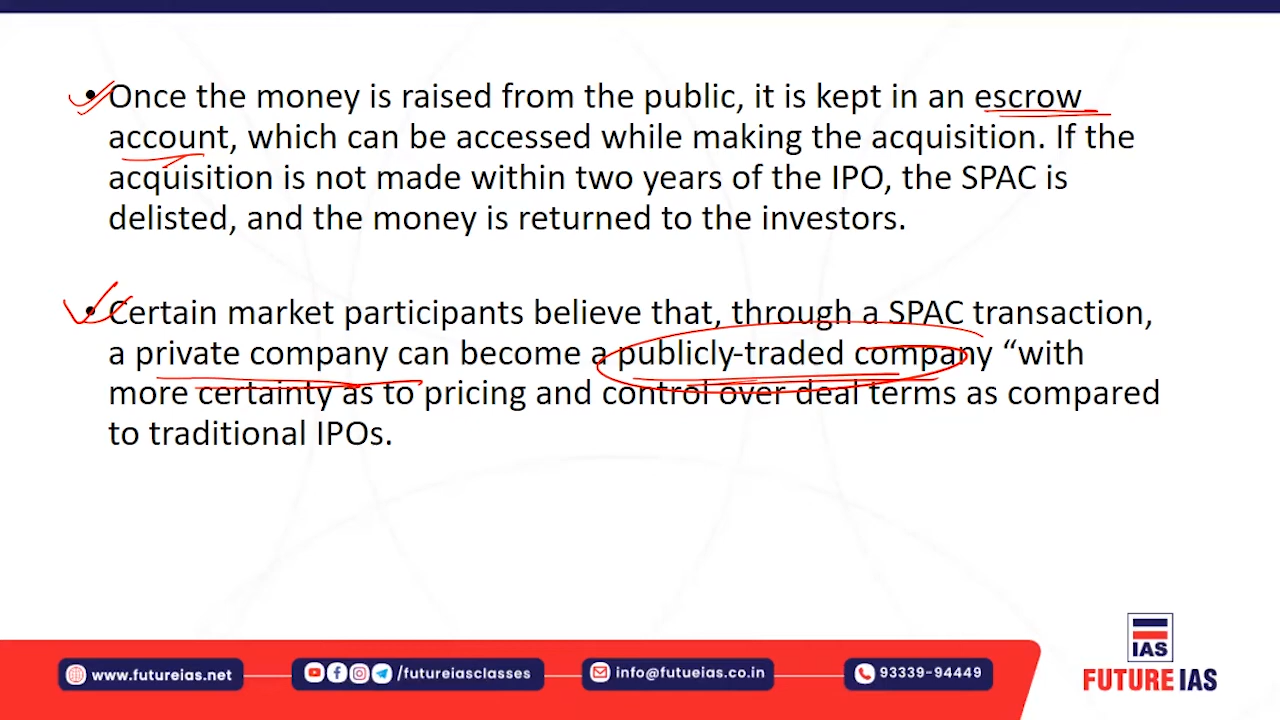 • Once the money is raised from the public, it is kept in an escrow
account, which can be accessed while making the acquisition. If the
acquisition is not made within two years of the IPO, the SPAC is
delisted, and the money is returned to the investors.
• Certain market participants believe that, through a SPAC transaction,
a private company can become a publicly-traded company “with
more certainty as to pricing and control over deal terms as compared
to traditional IPOs.
www.futureias.net
/futureiasclasses
info@futueias.co.in
93339-94449
IAS
FUTURE IAS